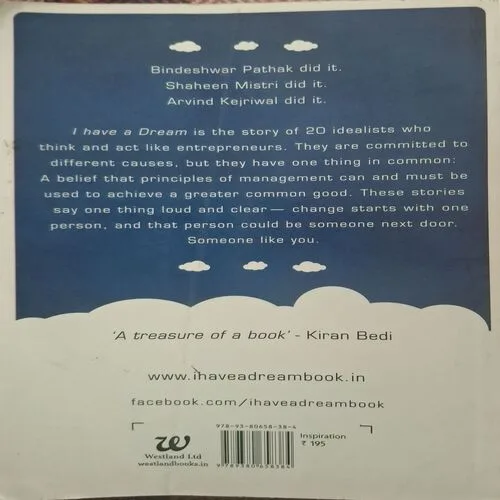 Bindeshwar Pathak did it.
Shaheen Mistri did it.
Arvind Kejriwal did it.
I have a Dream is the story of 20 idealists who
think and act like entrepreneurs. They are committed to
different causes, but they have one thing in common:
A belief that principles of management can and must be
used to achieve a greater common good. These stories
say one thing loud and clear — change starts with one
person, and that person could be someone next door.
Someone like you.
'A treasure of a book' - Kiran Bedi
www.ihaveadreambook.in
facebook.com/ihaveadreambook
W
Westland Ltd
westlandbooks.in
978-93-80658-38-4
9789380658384
Inspiration
₹ 195